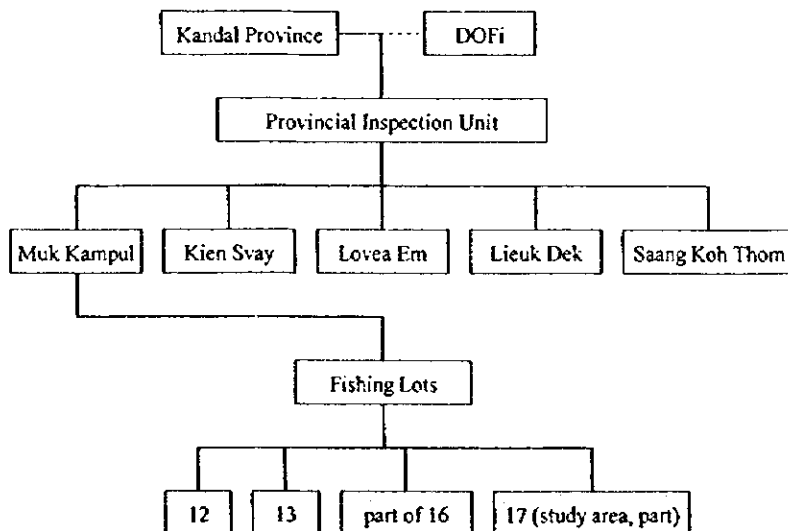 Kandal Province
DOFi
Provincial Inspection Unit
Muk Kampul
Kien Svay
Lovea Em
Lieuk Dek
Saang Koh Thom
Fishing Lots
12
13
part of 16
17 (study area, part)